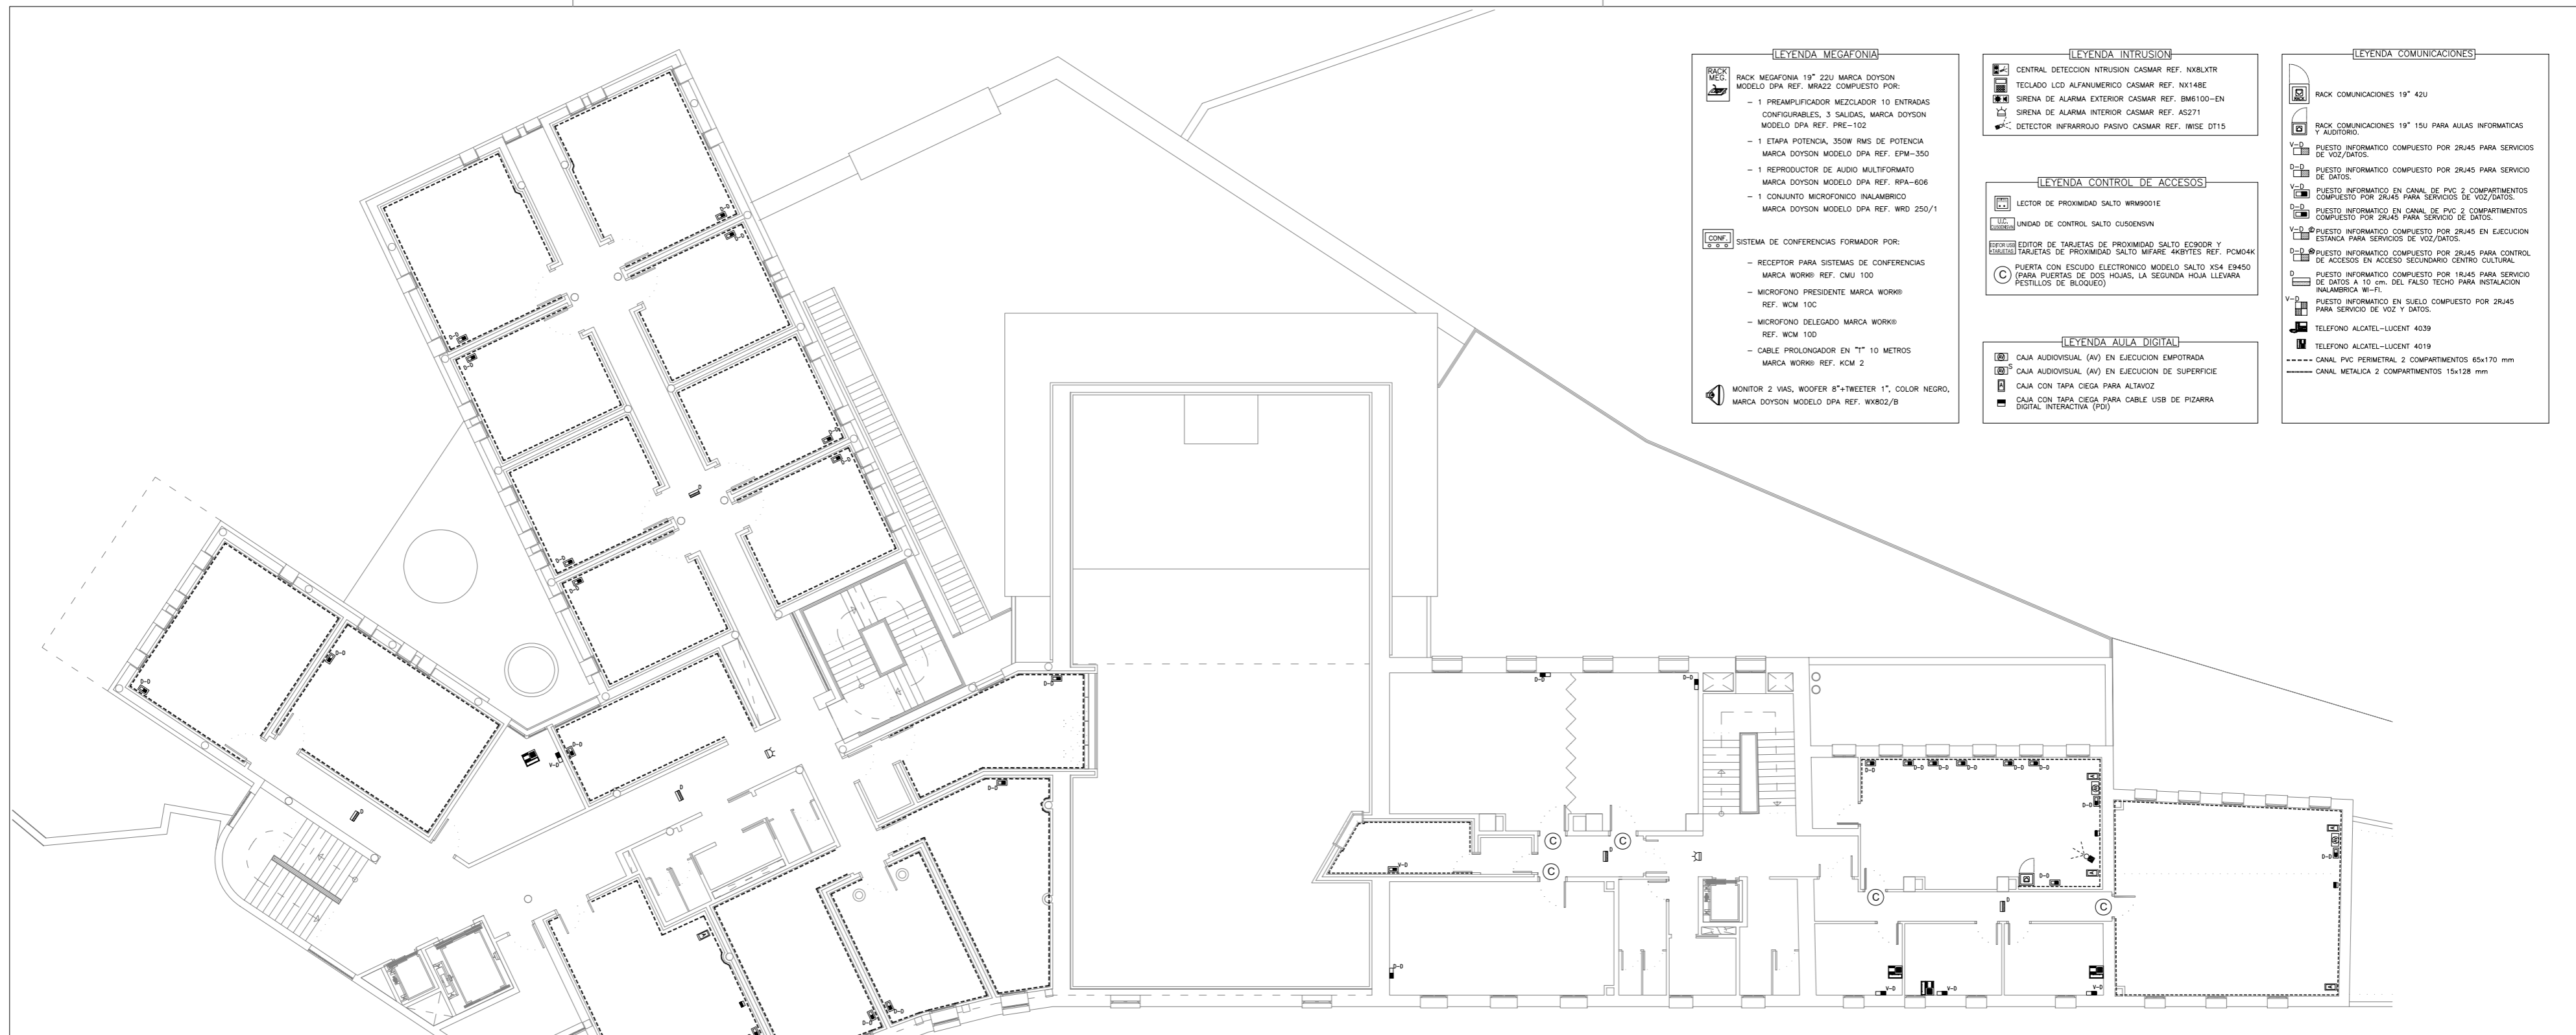 LEYENDA MEGAFONIA
RACK
MEG.
RACK MEGAFONIA 19" 22U MARCA DOYSON
MODELO DPA REF. MRA22 COMPUESTO POR:
- 1 PREAMPLIFICADOR MEZCLADOR 10 ENTRADAS
CONFIGURABLES, 3 SALIDAS, MARCA DOYSON
MODELO DPA REF. PRE-102
- 1 ETAPA POTENCIA, 350W RMS DE POTENCIA
MARCA DOYSON MODELO DPA REF. EPM-350
- 1 REPRODUCTOR DE AUDIO MULTIFORMATO
MARCA DOYSON MODELO DPA REF. RPA-606
- 1 CONJUNTO MICROFONICO INALAMBRICO
MARCA DOYSON MODELO DPA REF. WRD 250/1
CONF.
SISTEMA DE CONFERENCIAS FORMADOR POR:
- RECEPTOR PARA SISTEMAS DE CONFERENCIAS
MARCA WORK® REF. CMU 100
- MICROFONO PRESIDENTE MARCA WORK®
REF. WCM 10C
- MICROFONO DELEGADO MARCA WORK®
REF. WCM 10D
- CABLE PROLONGADOR EN "T" 10 METROS
MARCA WORK® REF. KCM 2
MONITOR 2 VIAS, WOOFER 8"+TWEETER 1", COLOR NEGRO,
MARCA DOYSON MODELO DPA REF. WX802/B
LEYENDA INTRUSION
CENTRAL DETECCION NTRUSION CASMAR REF. NX8LXTR
TECLADO LCD ALFANUMERICO CASMAR REF. NX148E
SIRENA DE ALARMA EXTERIOR CASMAR REF. BM6100-EN
SIRENA DE ALARMA INTERIOR CASMAR REF. AS271
DETECTOR INFRARROJO PASIVO CASMAR REF. IWISE DT15
LEYENDA CONTROL DE ACCESOS
LECTOR DE PROXIMIDAD SALTO WRM9001E
U.C.
CU50ENSVN
UNIDAD DE CONTROL SALTO CU50ENSVN
EDITOR USB
+TARJETAS
EDITOR DE TARJETAS DE PROXIMIDAD SALTO EC90DR Y
TARJETAS DE PROXIMIDAD SALTO MIFARE 4KBYTES REF. PCM04K
C
PUERTA CON ESCUDO ELECTRONICO MODELO SALTO XS4 E9450
(PARA PUERTAS DE DOS HOJAS, LA SEGUNDA HOJA LLEVARA
PESTILLOS DE BLOQUEO)
LEYENDA AULA DIGITAL
CAJA AUDIOVISUAL (AV) EN EJECUCION EMPOTRADA
S
CAJA AUDIOVISUAL (AV) EN EJECUCION DE SUPERFICIE
CAJA CON TAPA CIEGA PARA ALTAVOZ
CAJA CON TAPA CIEGA PARA CABLE USB DE PIZARRA
DIGITAL INTERACTIVA (PDI)
LEYENDA COMUNICACIONES
RACK COMUNICACIONES 19" 42U
RACK COMUNICACIONES 19" 15U PARA AULAS INFORMATICAS
Y AUDITORIO.
V-D
PUESTO INFORMATICO COMPUESTO POR 2RJ45 PARA SERVICIOS
DE VOZ/DATOS.
D-D
PUESTO INFORMATICO COMPUESTO POR 2RJ45 PARA SERVICIO
DE DATOS.
V-D
PUESTO INFORMATICO EN CANAL DE PVC 2 COMPARTIMENTOS
COMPUESTO POR 2RJ45 PARA SERVICIOS DE VOZ/DATOS.
D-D
PUESTO INFORMATICO EN CANAL DE PVC 2 COMPARTIMENTOS
COMPUESTO POR 2RJ45 PARA SERVICIO DE DATOS.
V-D
PUESTO INFORMATICO COMPUESTO POR 2RJ45 EN EJECUCION
ESTANCA PARA SERVICIOS DE VOZ/DATOS.
D-D
PUESTO INFORMATICO COMPUESTO POR 2RJ45 PARA CONTROL
DE ACCESOS EN ACCESO SECUNDARIO CENTRO CULTURAL
D
PUESTO INFORMATICO COMPUESTO POR 1RJ45 PARA SERVICIO
DE DATOS A 10 cm. DEL FALSO TECHO PARA INSTALACION
INALAMBRICA WI-FI.
V-D
PUESTO INFORMATICO EN SUELO COMPUESTO POR 2RJ45
PARA SERVICIO DE VOZ Y DATOS.
TELEFONO ALCATEL-LUCENT 4039
TELEFONO ALCATEL-LUCENT 4019
CANAL PVC PERIMETRAL 2 COMPARTIMENTOS 65x170 mm
CANAL METALICA 2 COMPARTIMENTOS 15x128 mm
D-D
D-D
D-D
D-D
D-D
D-D
D
D-D
D-D
D-D
D-D
D-D
V-D
D
D
D-D
D-D
D-D
D-D
D-D
D-D
D-D
D-D
D-D
D-D
D-D
C
C
D
C
V-D
D-D
D-D
C
D
C
D-D
D-D
V-D
V-D
V-D